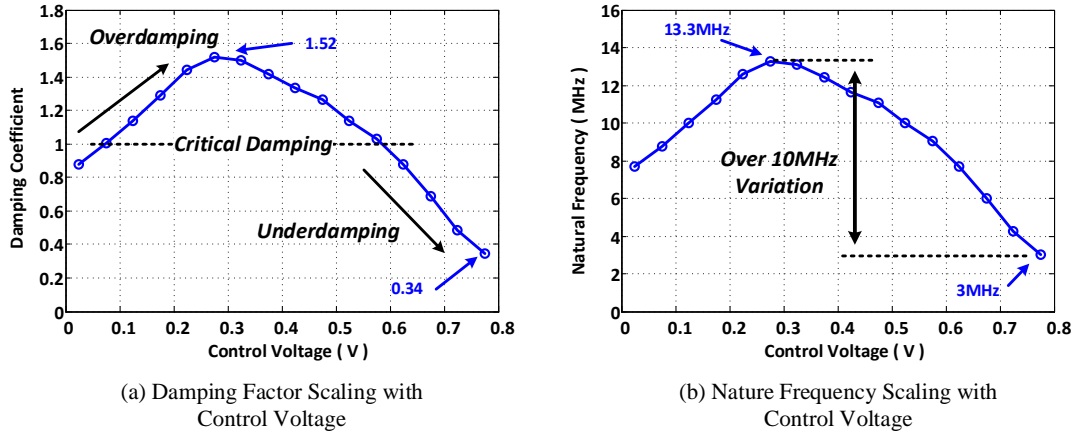 1.8
1.6
1.4
1.2
1
0.8
0.6
0.4
0.2
0
Damping Coefficient
Overdamping
1.52
Critical Damping
Underdamping
0.34
0 0.1 0.2 0.3 0.4 0.5 0.6 0.7 0.8
Control Voltage ( V )
(a) Damping Factor Scaling with
Control Voltage
16
14
12
10
8
6
4
2
0
Natural Frequency ( MHz )
13.3MHz
Over 10MHz
Variation
3MHz
0 0.1 0.2 0.3 0.4 0.5 0.6 0.7 0.8
Control Voltage ( V )
(b) Nature Frequency Scaling with
Control Voltage